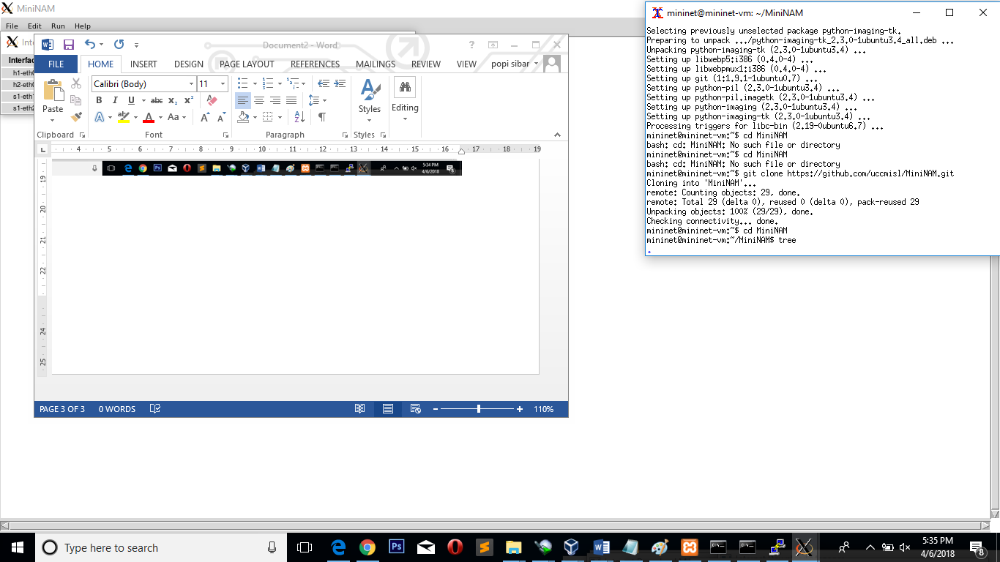 MiniNAM
File Edit Run Help
Interfac
h1-eth0
h2-eth0
s1-eth1
s1-eth2
Document2 - Word
FILE HOME INSERT DESIGN PAGE LAYOUT REFERENCES MAILINGS REVIEW VIEW popi sibar
Calibri (Body) 11
Paste
Styles
Editing
Clipboard Font Paragraph Styles
4 5 6 7 8 9 10 11 12 13 14 15 16 17 18 19
5:34 PM
4/6/2018
19
20
21
22
24
25
PAGE 3 OF 3 0 WORDS 110%
mininet@mininet-vm: ~/MiniNAM
Selecting previously unselected package python-imaging-tk.
Preparing to unpack .../python-imaging-tk_2.3.0-1ubuntu3.4_all.deb ...
Unpacking python-imaging-tk (2.3.0-1ubuntu3.4) ...
Setting up libwebp5:i386 (0.4.0-4) ...
Setting up libwebpmux1:i386 (0.4.0-4) ...
Setting up git (1:1.9.1-1ubuntu0.7) ...
Setting up python-pil (2.3.0-1ubuntu3.4) ...
Setting up python-pil.imagetk (2.3.0-1ubuntu3.4) ...
Setting up python-imaging (2.3.0-1ubuntu3.4) ...
Setting up python-imaging-tk (2.3.0-1ubuntu3.4) ...
Processing triggers for libc-bin (2.19-0ubuntu6.7) ...
mininet@mininet-vm:~$ cd MiniNAM
bash: cd: MiniNAM: No such file or directory
mininet@mininet-vm:~$ cd MiniNAM
bash: cd: MiniNAM: No such file or directory
mininet@mininet-vm:~$ git clone https://github.com/uccmisl/MiniNAM.git
Cloning into 'MiniNAM'...
remote: Counting objects: 29, done.
remote: Total 29 (delta 0), reused 0 (delta 0), pack-reused 29
Unpacking objects: 100% (29/29), done.
Checking connectivity... done.
mininet@mininet-vm:~$ cd MiniNAM
mininet@mininet-vm:~/MiniNAM$ tree
.
Type here to search
5:35 PM
4/6/2018
8